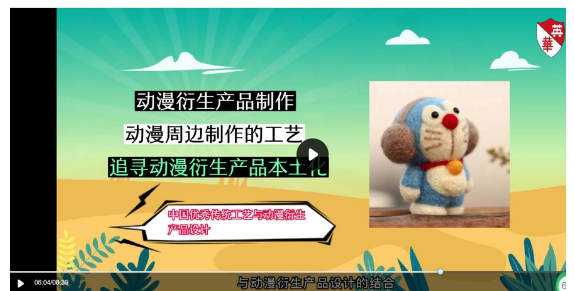 英
華
动漫衍生产品制作
动漫周边制作的工艺
追寻动漫衍生产品本土化
中国优秀传统工艺与动漫衍生
产品设计
与动漫衍生产品设计的结合
06:04/08:39
6